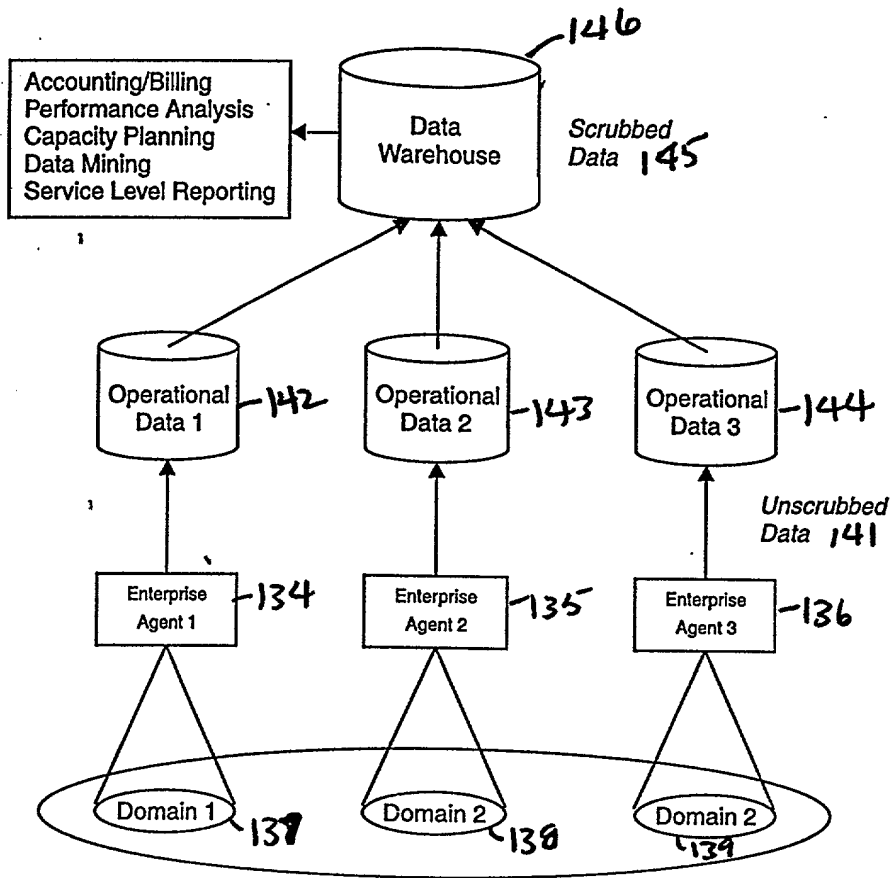 146
Accounting/Billing
Performance Analysis
Capacity Planning
Data Mining
Service Level Reporting
Data
Warehouse
Scrubbed
Data 145
Operational
Data 1
142
Operational
Data 2
143
Operational
Data 3
144
Unscrubbed
Data 141
Enterprise
Agent 1
134
Enterprise
Agent 2
135
Enterprise
Agent 3
136
Domain 1
137
Domain 2
138
Domain 2
139